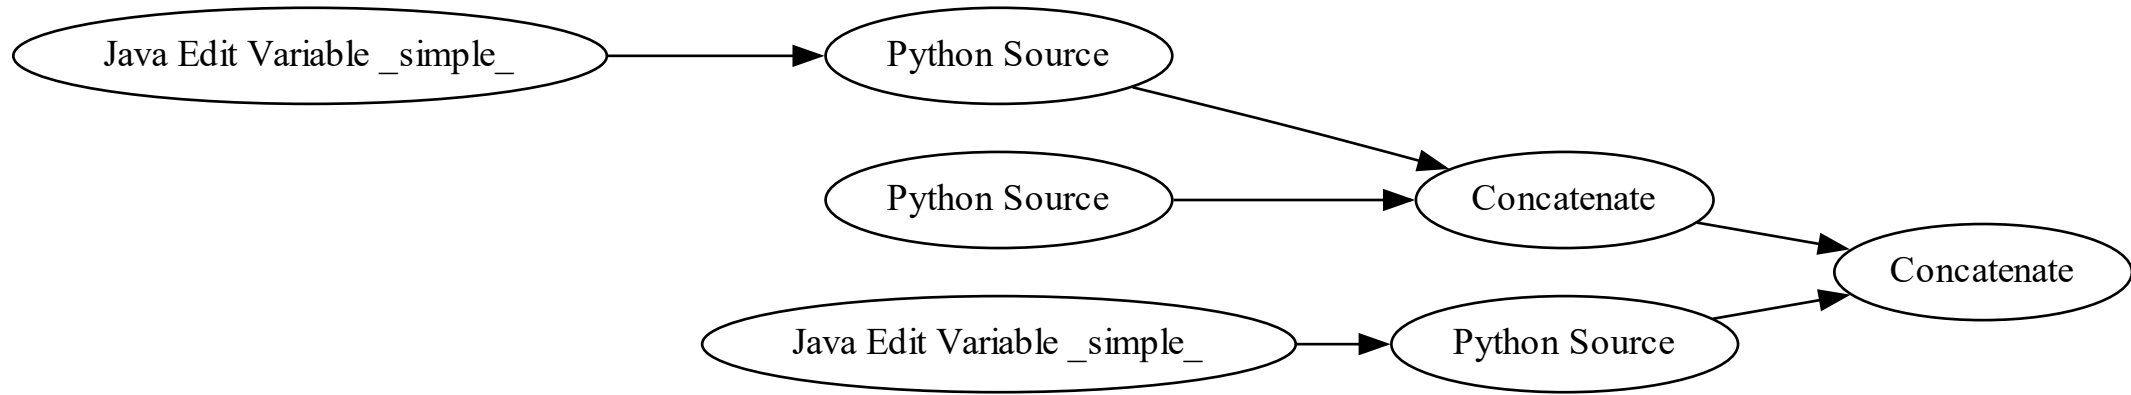 Java Edit Variable _simple_
Python Source
Python Source
Concatenate
Concatenate
Java Edit Variable _simple_
Python Source